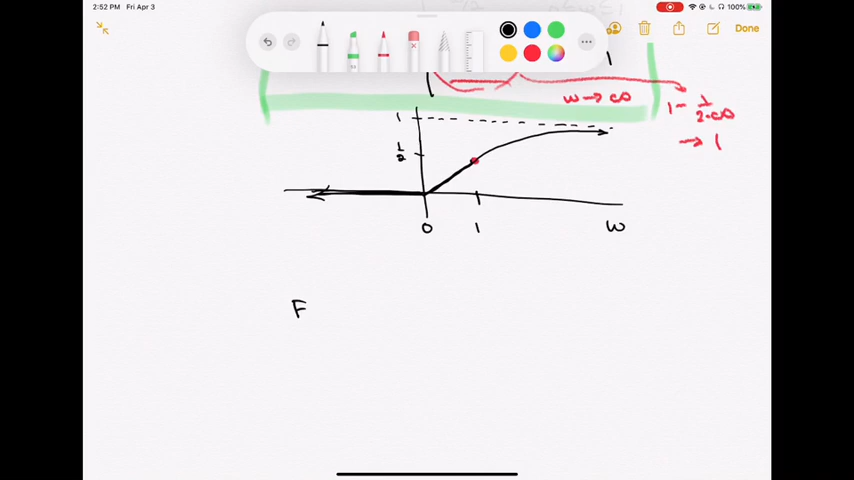 2:52 PM Fri Apr 3
100%
Done
w → ∞
1 - 1/2·∞
→ 1
1
1/2
0 1 w
F